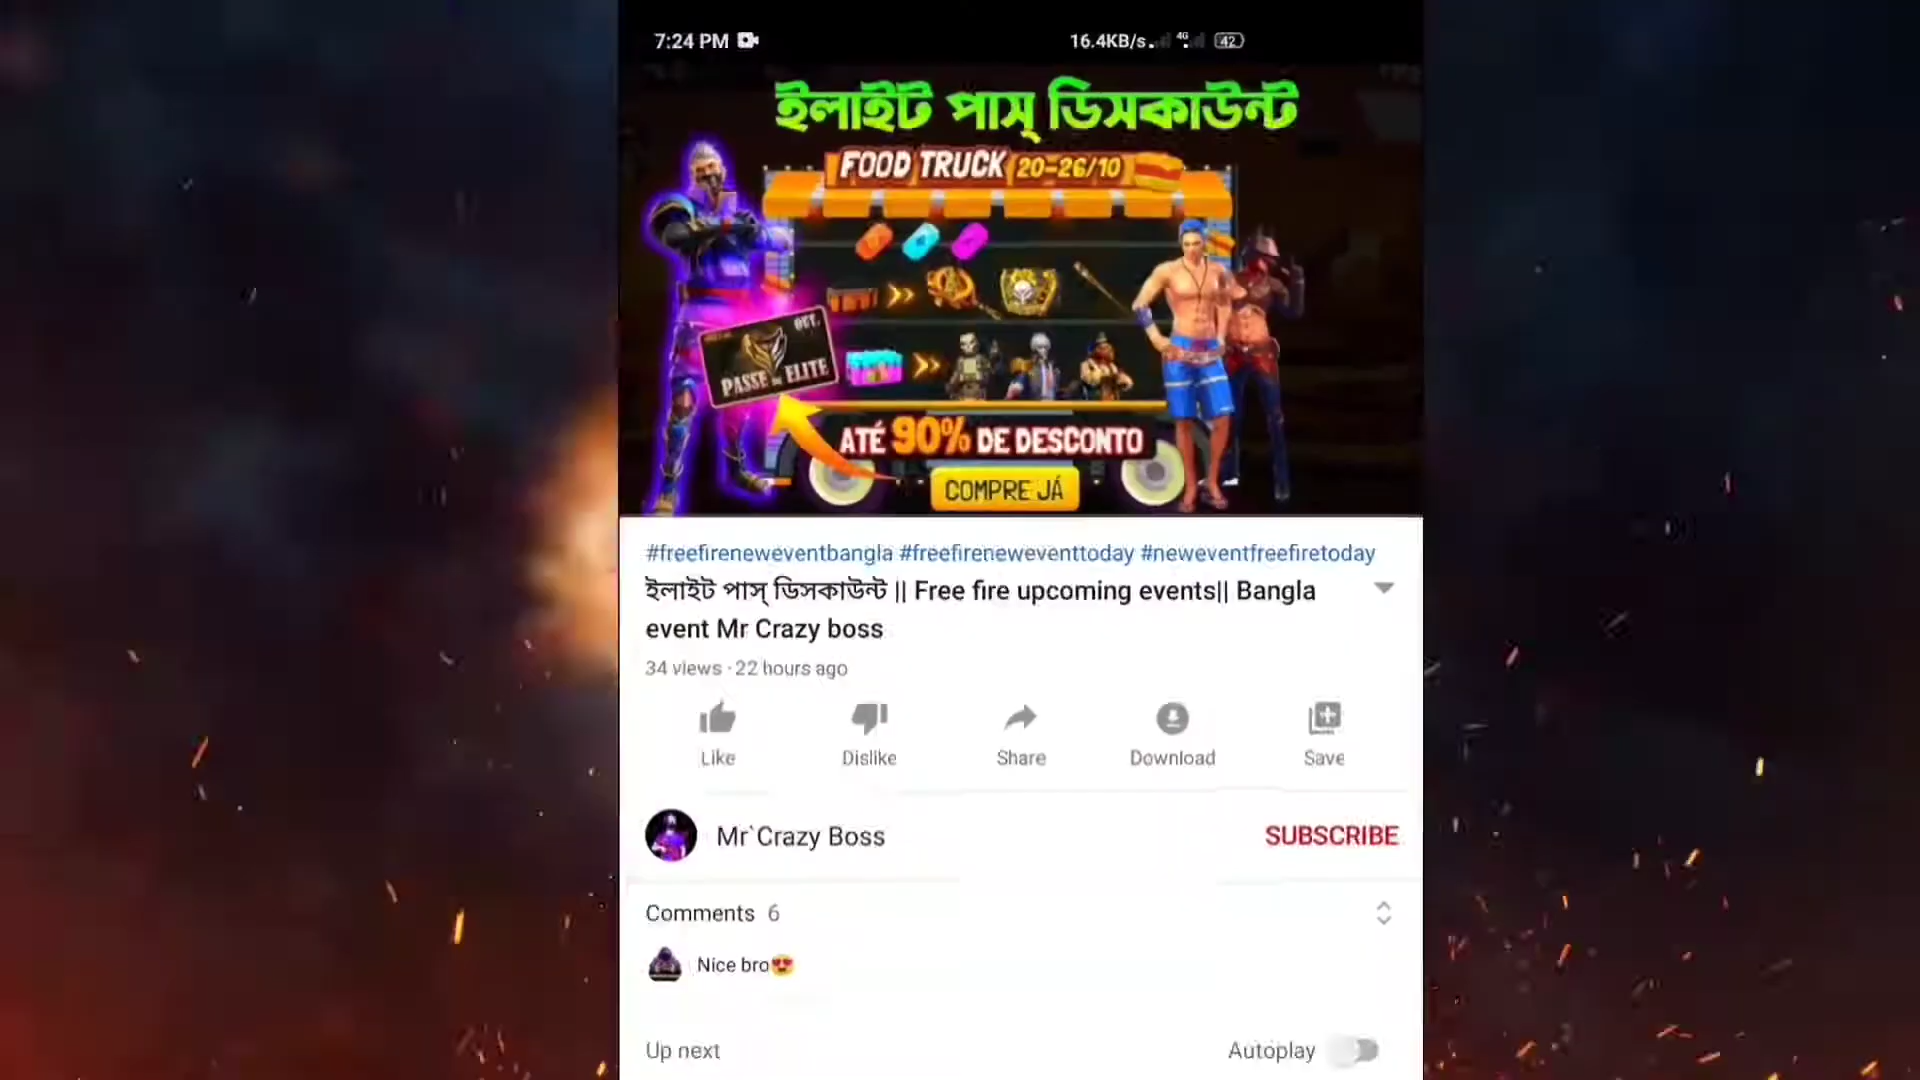 7:24 PM 16.4KB/s 4G 42
ইলাইট পাস্ ডিসকাউন্ট
FOOD TRUCK 20-26/10
OUT.
PASSE DE ELITE
ATÉ 90% DE DESCONTO
COMPRE JÁ
#freefireneweventbangla #freefireneweventtoday #neweventfreefiretoday
ইলাইট পাস্ ডিসকাউন্ট || Free fire upcoming events|| Bangla
event Mr Crazy boss
34 views · 22 hours ago
Like Dislike Share Download Save
Mr`Crazy Boss SUBSCRIBE
Comments 6
Nice bro😍
Up next Autoplay